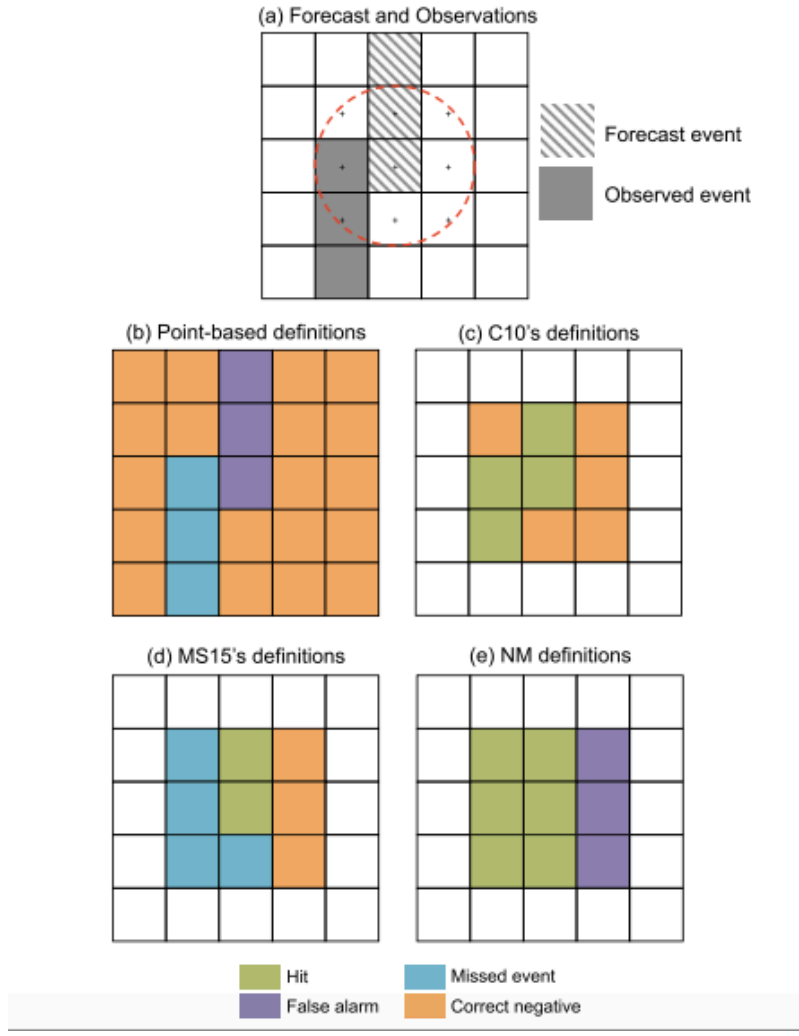 (a) Forecast and Observations
Forecast event
Observed event
(b) Point-based definitions
(c) C10's definitions
(d) MS15's definitions
(e) NM definitions
Hit
Missed event
False alarm
Correct negative